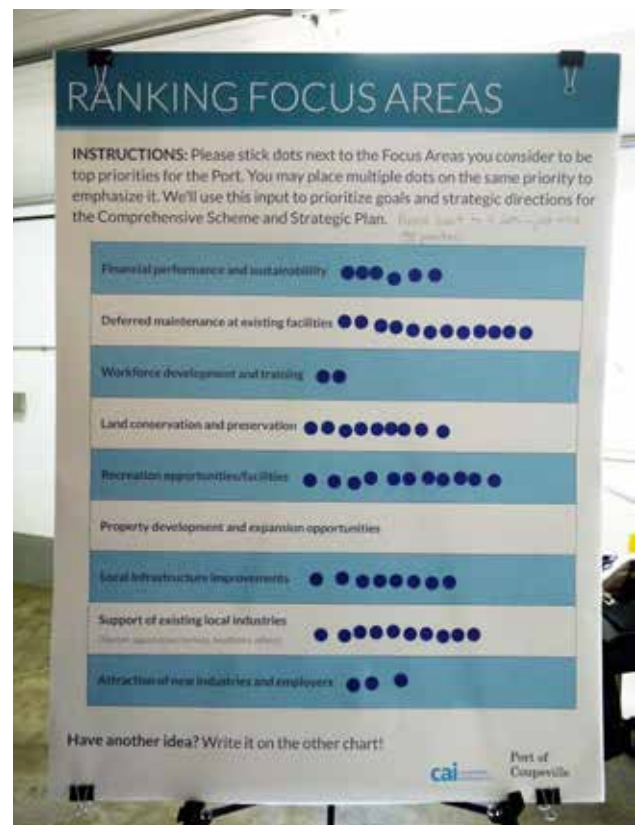 RANKING FOCUS AREAS
INSTRUCTIONS: Please stick dots next to the Focus Areas you consider to be
top priorities for the Port. You may place multiple dots on the same priority to
emphasize it. We'll use this input to prioritize goals and strategic directions for
the Comprehensive Scheme and Strategic Plan.
Financial performance and sustainability
Deferred maintenance at existing facilities
Workforce development and training
Land conservation and preservation
Recreation opportunities/facilities
Property development and expansion opportunities
Local Infrastructure improvements
Support of existing local industries
Attraction of new industries and employers
Have another idea? Write it on the other chart!
cai
Port of
Coupeville